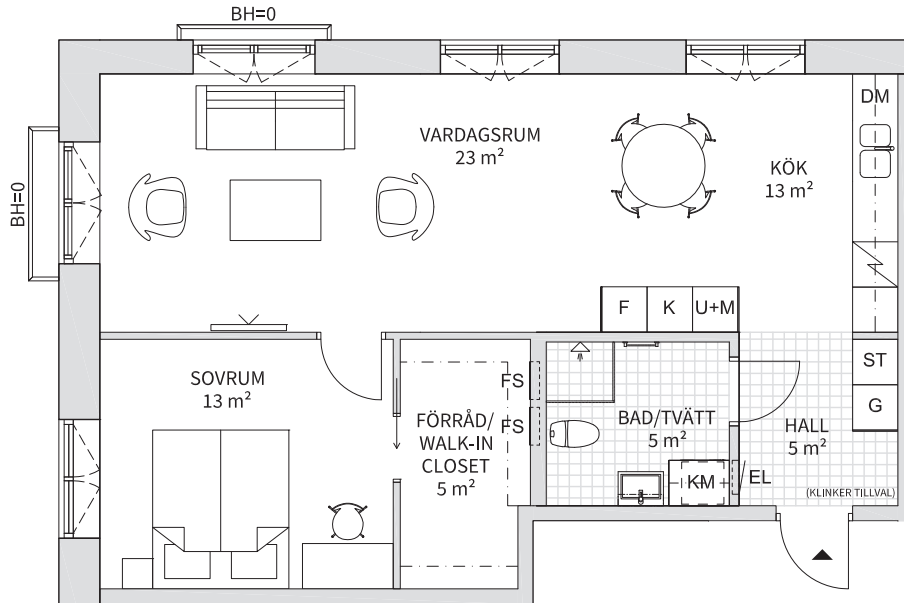 BH=0
BH=0
VARDAGSRUM
23 m²
KÖK
13 m²
DM
F
K
U+M
ST
G
SOVRUM
13 m²
FÖRRÅD/
WALK-IN
CLOSET
5 m²
FS
FS
BAD/TVÄTT
5 m²
KM
EL
HALL
5 m²
(KLINKER TILLVAL)